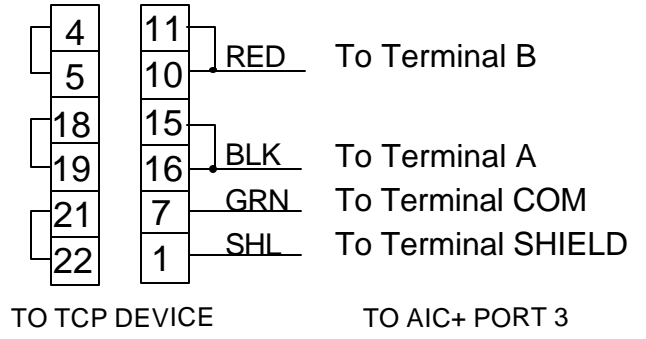 4 11
RED To Terminal B
5 10
18 15
BLK To Terminal A
19 16
GRN To Terminal COM
21 7
SHL To Terminal SHIELD
22 1
TO TCP DEVICE TO AIC+ PORT 3